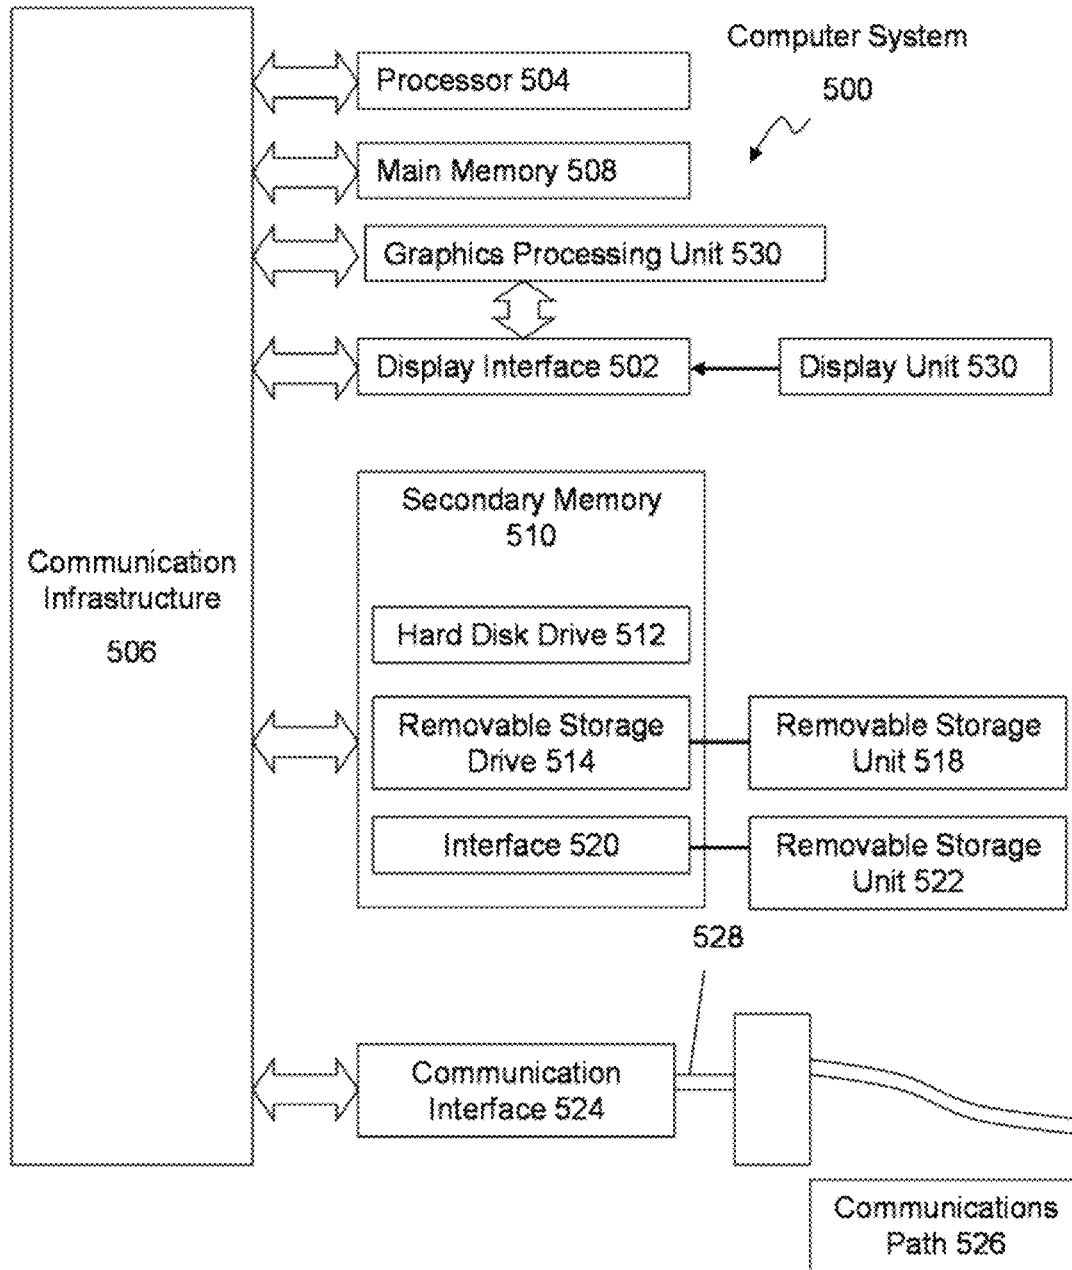 Computer System
500
Processor 504
Main Memory 508
Graphics Processing Unit 530
Display Interface 502
Display Unit 530
Secondary Memory
510
Communication
Infrastructure
506
Hard Disk Drive 512
Removable Storage
Drive 514
Removable Storage
Unit 518
Interface 520
Removable Storage
Unit 522
528
Communication
Interface 524
Communications
Path 526